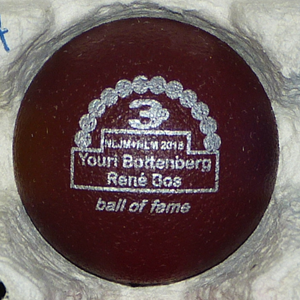 3
NLJM+NLM 2018
Youri Bottenberg
René Bos
ball of fame